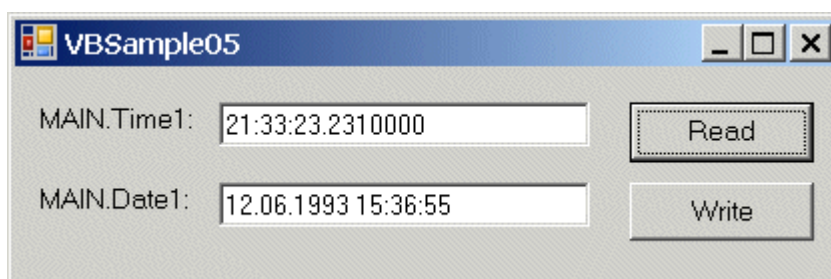 VBSample05
MAIN.Time1: 21:33:23.2310000 Read
MAIN.Date1: 12.06.1993 15:36:55 Write